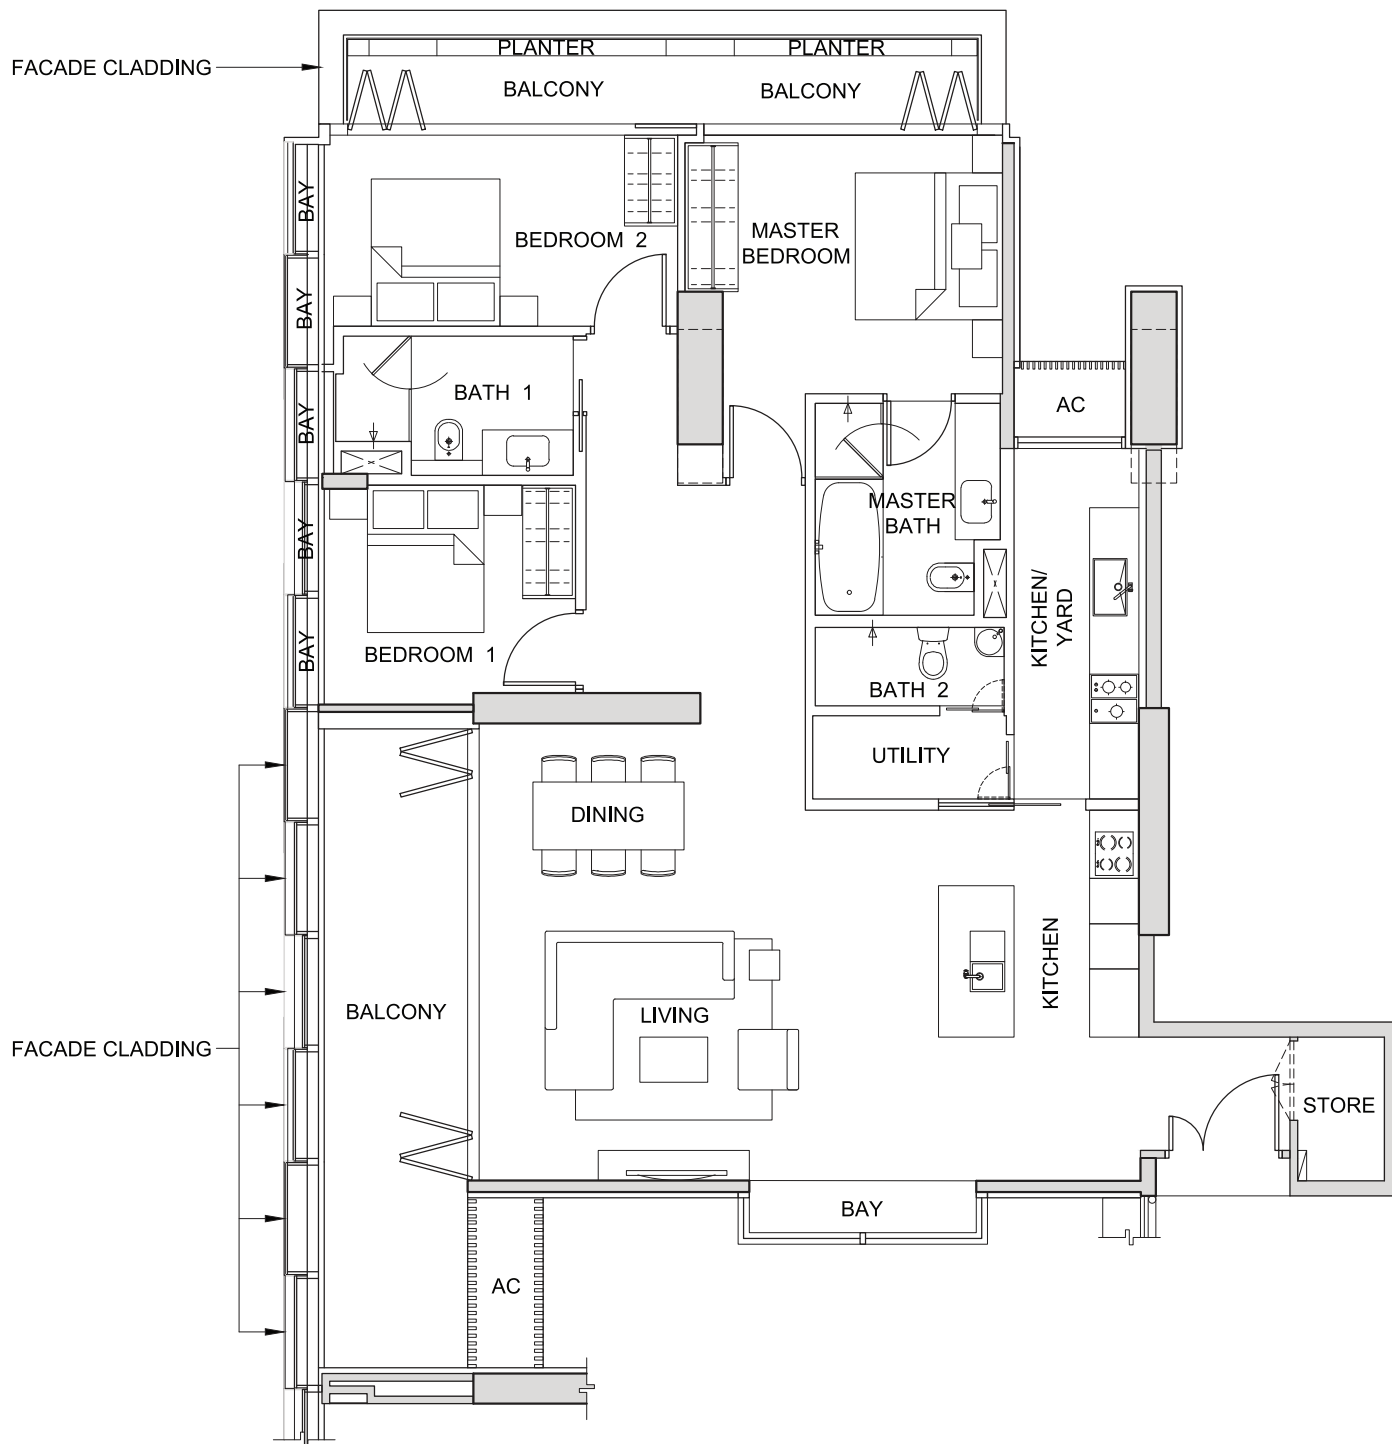 PLANTER
PLANTER
FACADE CLADDING
BALCONY
BALCONY
BAY
BEDROOM 2
MASTER
BEDROOM
BAY
BATH 1
AC
BAY
MASTER
BATH
BAY
KITCHEN/
YARD
BAY
BEDROOM 1
BATH 2
UTILITY
DINING
KITCHEN
BALCONY
LIVING
FACADE CLADDING
STORE
BAY
AC